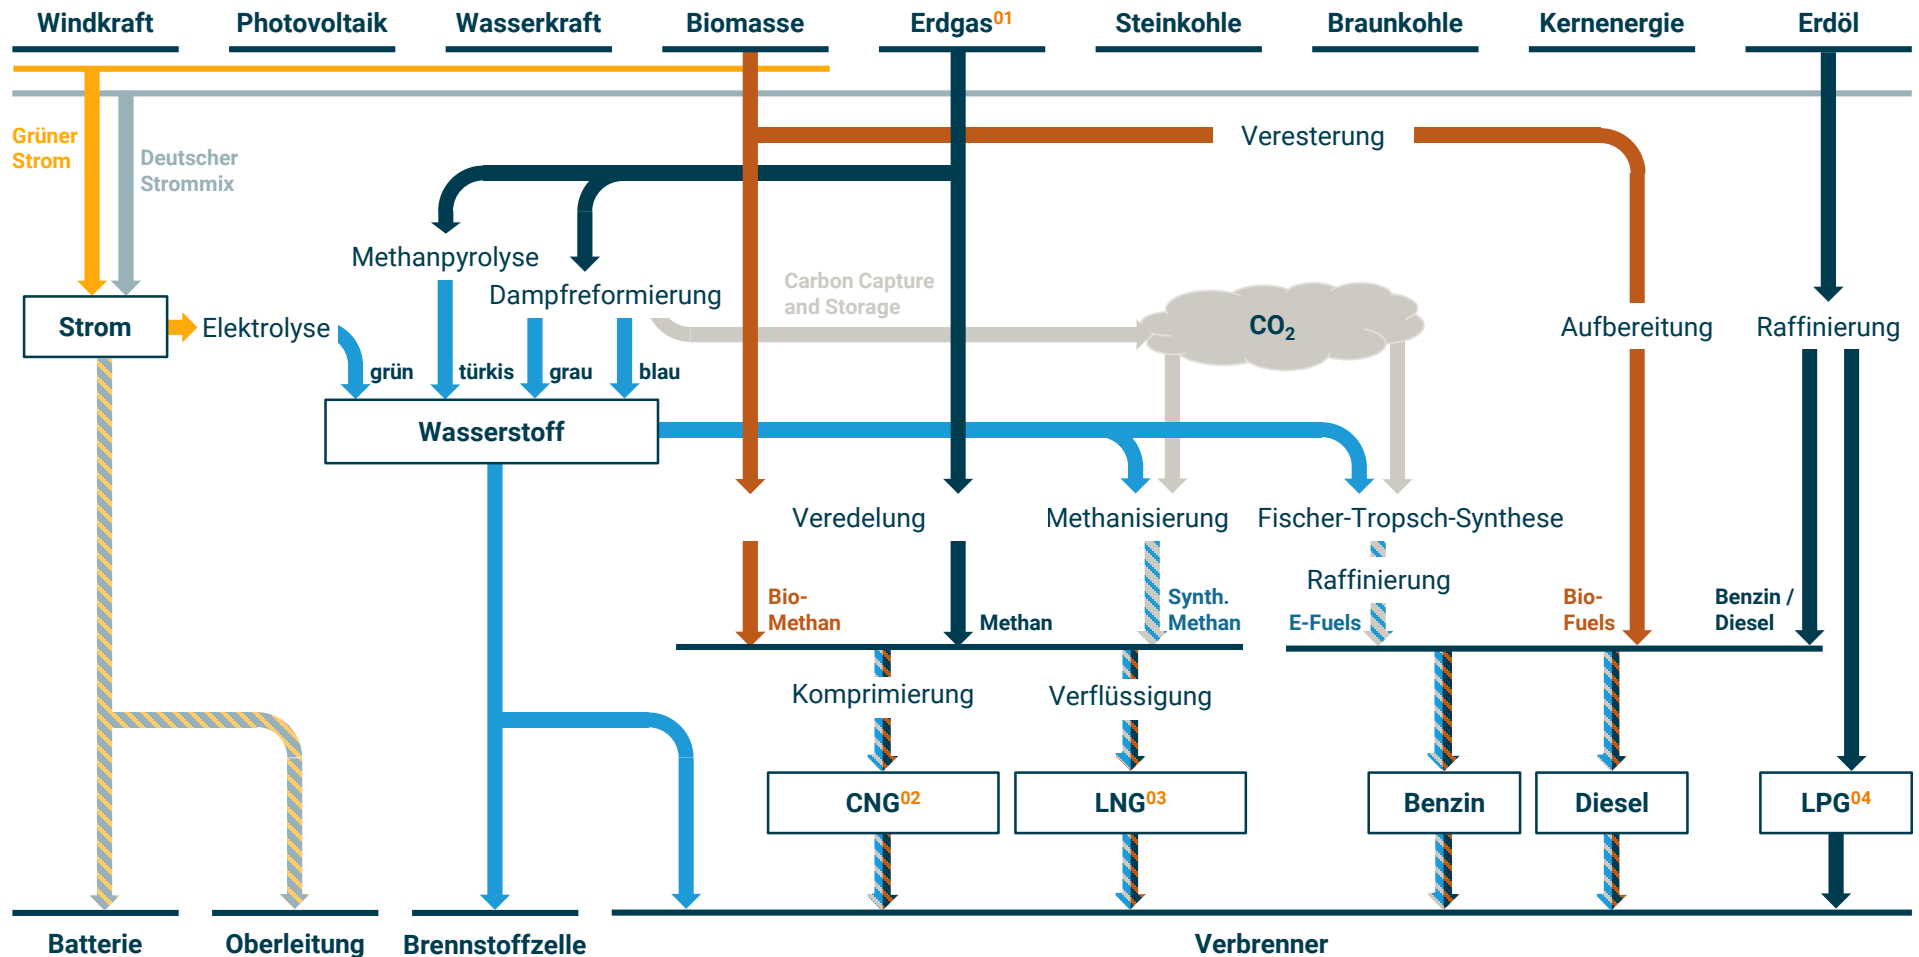 Windkraft
Photovoltaik
Wasserkraft
Biomasse
Erdgas01
Steinkohle
Braunkohle
Kernenergie
Erdöl
Grüner
Strom
Deutscher
Strommix
Veresterung
Methanpyrolyse
Dampfreformierung
Carbon Capture
and Storage
CO₂
Strom
Elektrolyse
Aufbereitung
Raffinierung
grün
türkis
grau
blau
Wasserstoff
Veredelung
Methanisierung
Fischer-Tropsch-Synthese
Raffinierung
Bio-
Methan
Methan
Synth.
Methan
E-Fuels
Bio-
Fuels
Benzin /
Diesel
Komprimierung
Verflüssigung
CNG02
LNG03
Benzin
Diesel
LPG04
Batterie
Oberleitung
Brennstoffzelle
Verbrenner